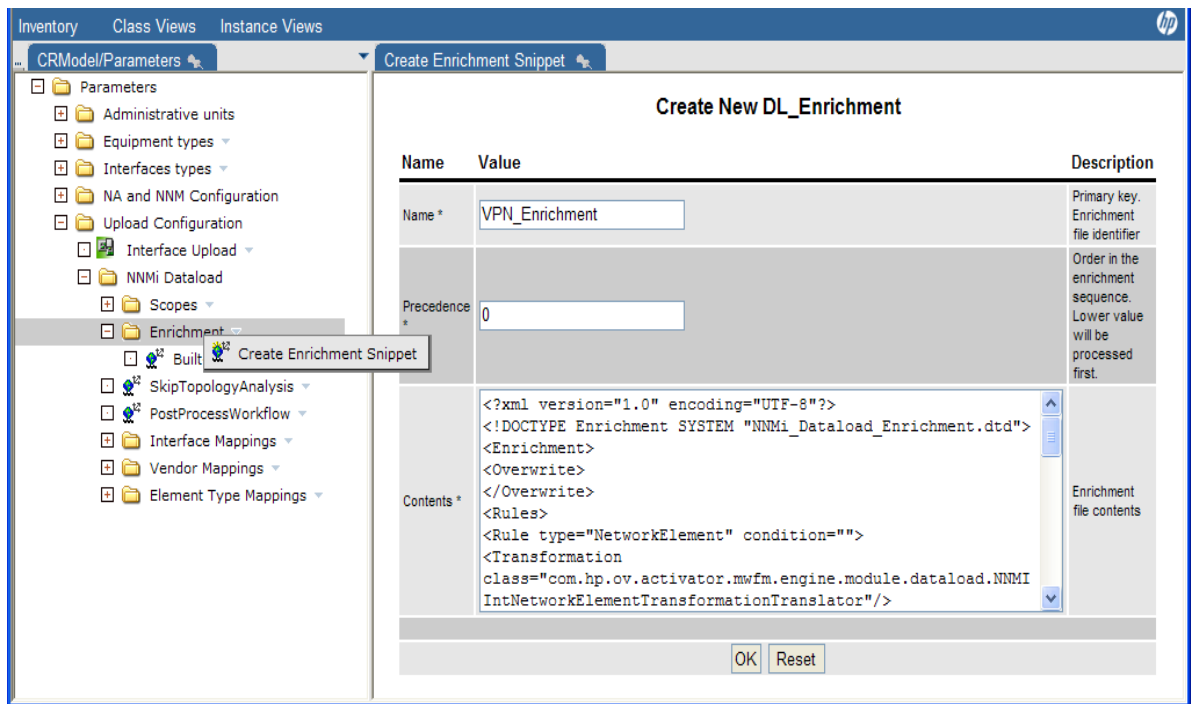 Inventory Class Views Instance Views
hp
... CRModel/Parameters
Create Enrichment Snippet
Parameters
Administrative units
Equipment types
Interfaces types
NA and NNM Configuration
Upload Configuration
Interface Upload
NNMi Dataload
Scopes
Enrichment
Create Enrichment Snippet
Built
SkipTopologyAnalysis
PostProcessWorkflow
Interface Mappings
Vendor Mappings
Element Type Mappings
Create New DL_Enrichment
Name Value Description
Name * VPN_Enrichment
Primary key.
Enrichment
file identifier
Precedence
*
0
Order in the
enrichment
sequence.
Lower value
will be
processed
first.
Contents *
<?xml version="1.0" encoding="UTF-8"?>
<!DOCTYPE Enrichment SYSTEM "NNMi_Dataload_Enrichment.dtd">
<Enrichment>
<Overwrite>
</Overwrite>
<Rules>
<Rule type="NetworkElement" condition="">
<Transformation
class="com.hp.ov.activator.mwfm.engine.module.dataload.NNMI
IntNetworkElementTransformationTranslator"/>
Enrichment
file contents
OK Reset